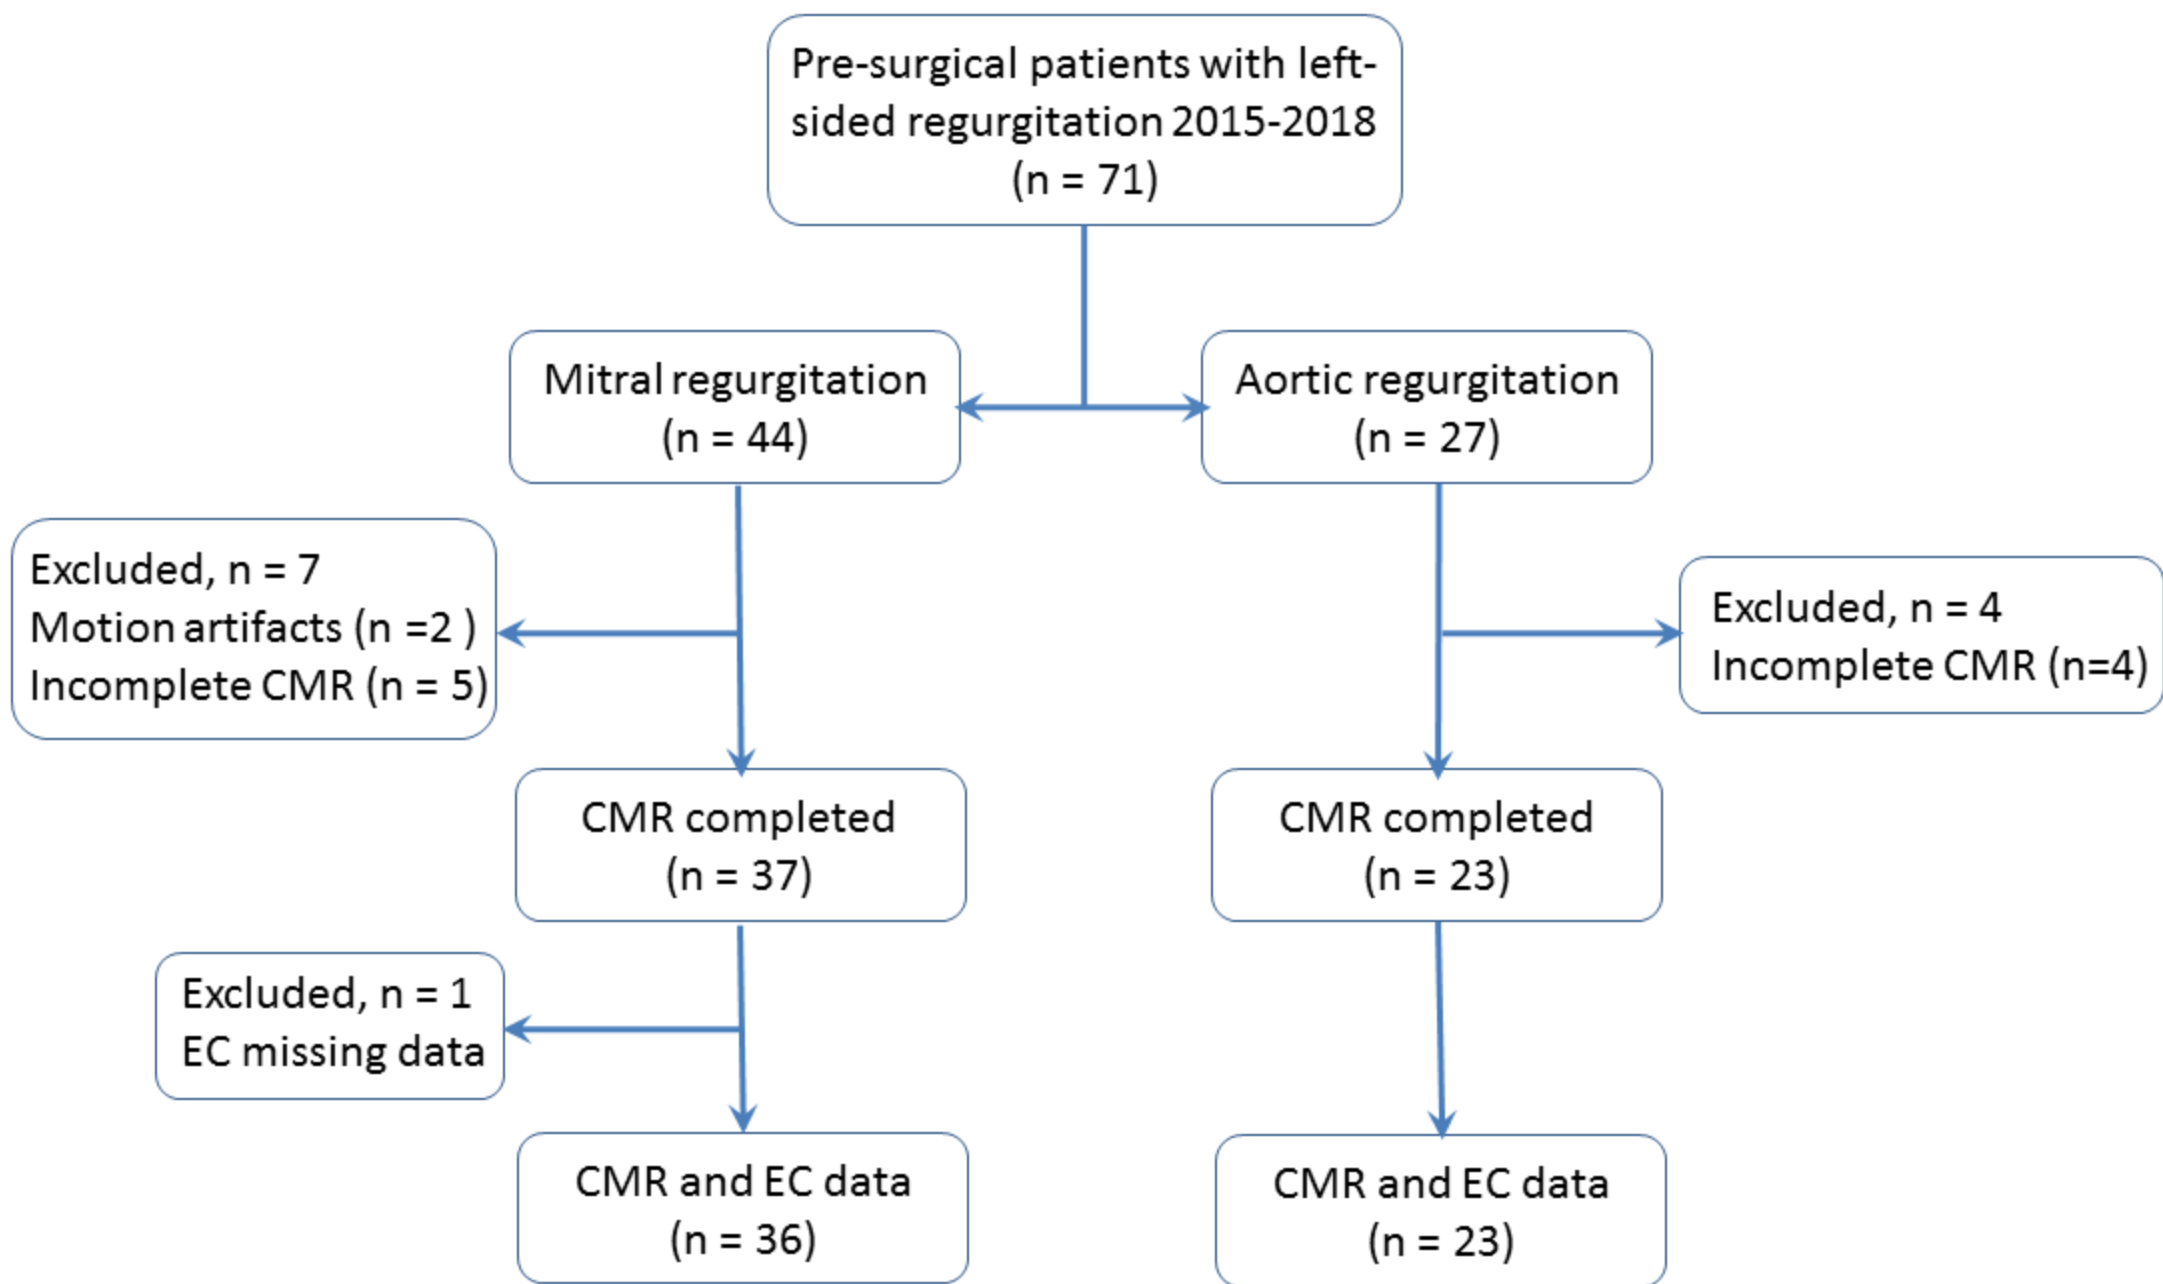 Pre-surgical patients with left-
sided regurgitation 2015-2018
(n = 71)
Mitral regurgitation
(n = 44)
Aortic regurgitation
(n = 27)
Excluded, n = 7
Motion artifacts (n =2 )
Incomplete CMR (n = 5)
Excluded, n = 4
Incomplete CMR (n=4)
CMR completed
(n = 37)
CMR completed
(n = 23)
Excluded, n = 1
EC missing data
CMR and EC data
(n = 36)
CMR and EC data
(n = 23)